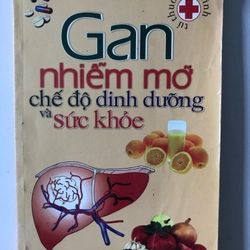 Gan
nhiễm mỡ
chế độ dinh dưỡng
và sức khỏe